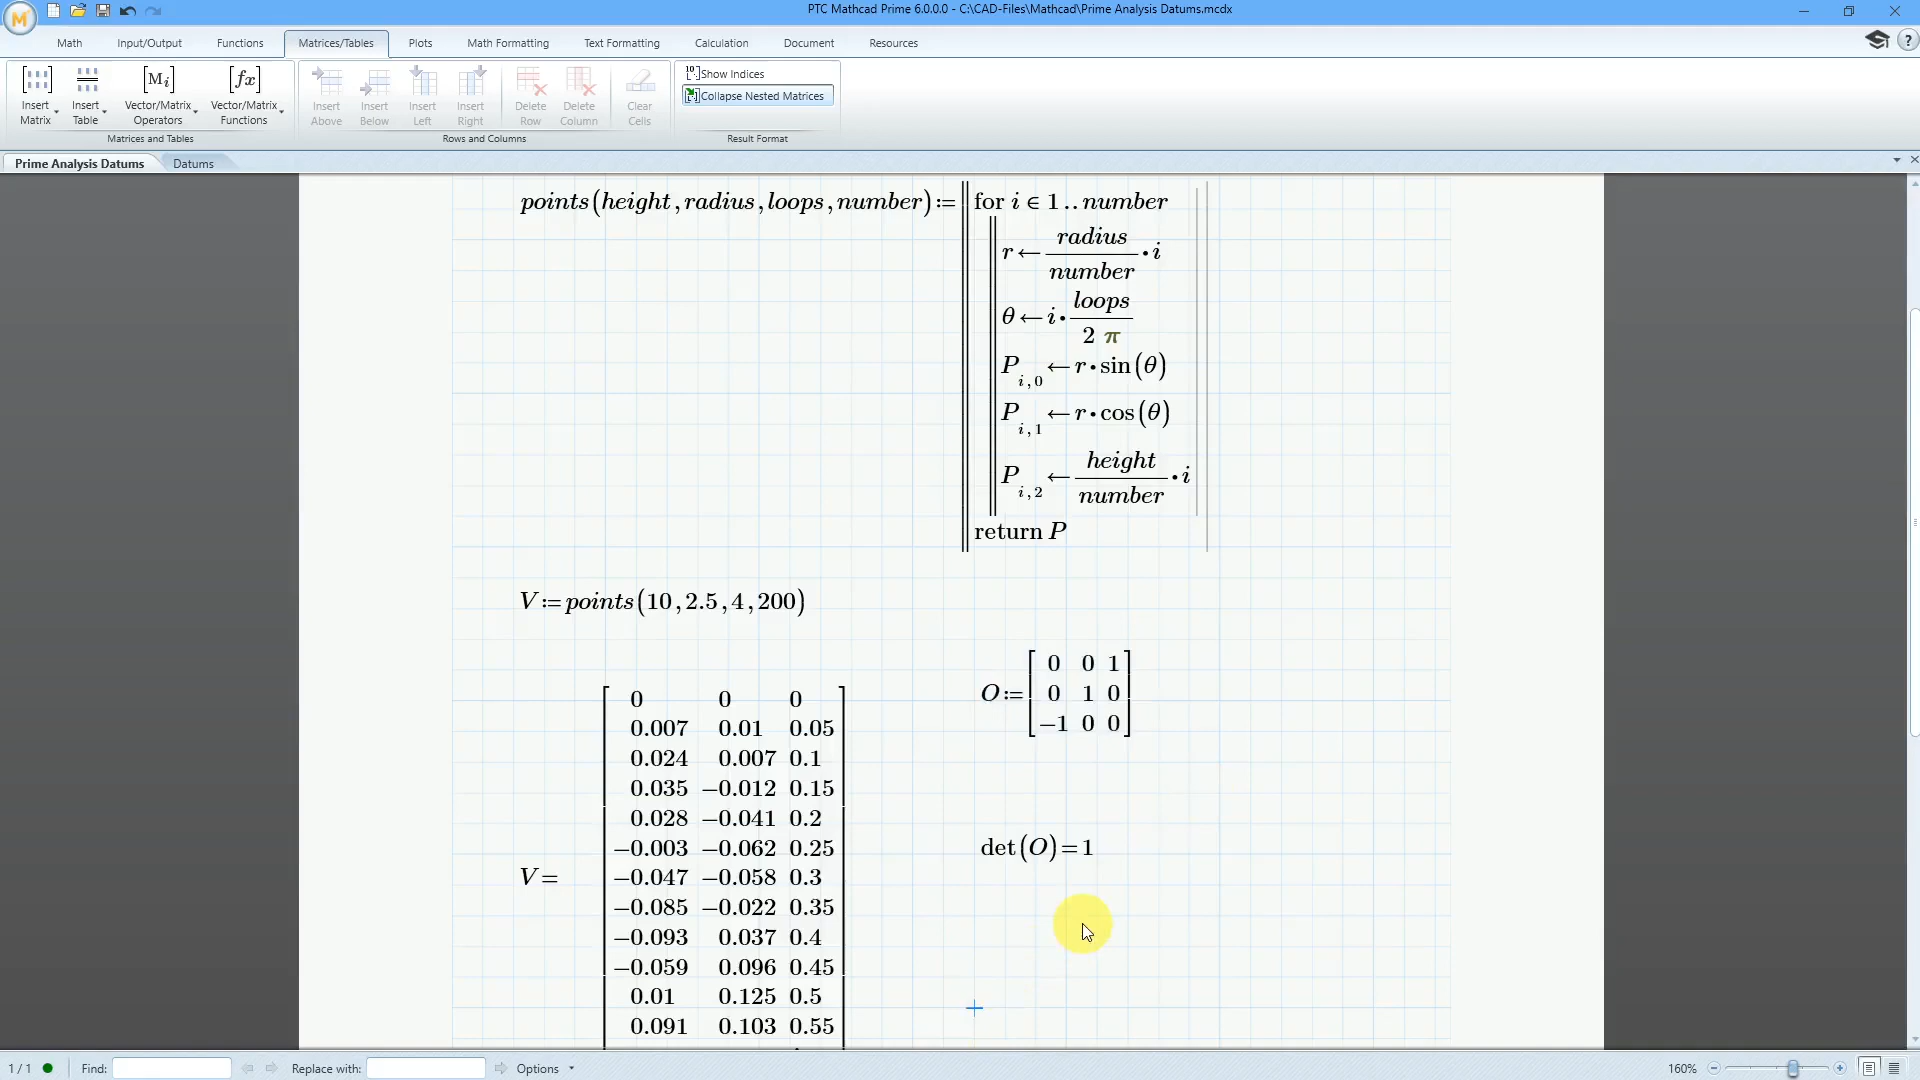 PTC Mathcad Prime 6.0.0.0 - C:\CAD-Files\Mathcad\Prime Analysis Datums.mcdx
Math Input/Output Functions Matrices/Tables Plots Math Formatting Text Formatting Calculation Document Resources
Insert Matrix
Insert Table
Vector/Matrix Operators
Vector/Matrix Functions
Matrices and Tables
Insert Above
Insert Below
Insert Left
Insert Right
Delete Row
Delete Column
Clear Cells
Rows and Columns
Show Indices
Collapse Nested Matrices
Result Format
Prime Analysis Datums Datums
points(height,radius,loops,number):=
for i ∈ 1..number
r←radius/number•i
θ←i•loops/2 π
P i,0 ←r•sin(θ)
P i,1 ←r•cos(θ)
P i,2 ←height/number•i
return P
V:=points(10,2.5,4,200)
O:=
0 0 1
0 1 0
−1 0 0
det(O)=1
V=
0 0 0
0.007 0.01 0.05
0.024 0.007 0.1
0.035 −0.012 0.15
0.028 −0.041 0.2
−0.003 −0.062 0.25
−0.047 −0.058 0.3
−0.085 −0.022 0.35
−0.093 0.037 0.4
−0.059 0.096 0.45
0.01 0.125 0.5
0.091 0.103 0.55
1 / 1 Find: Replace with: Options 160%